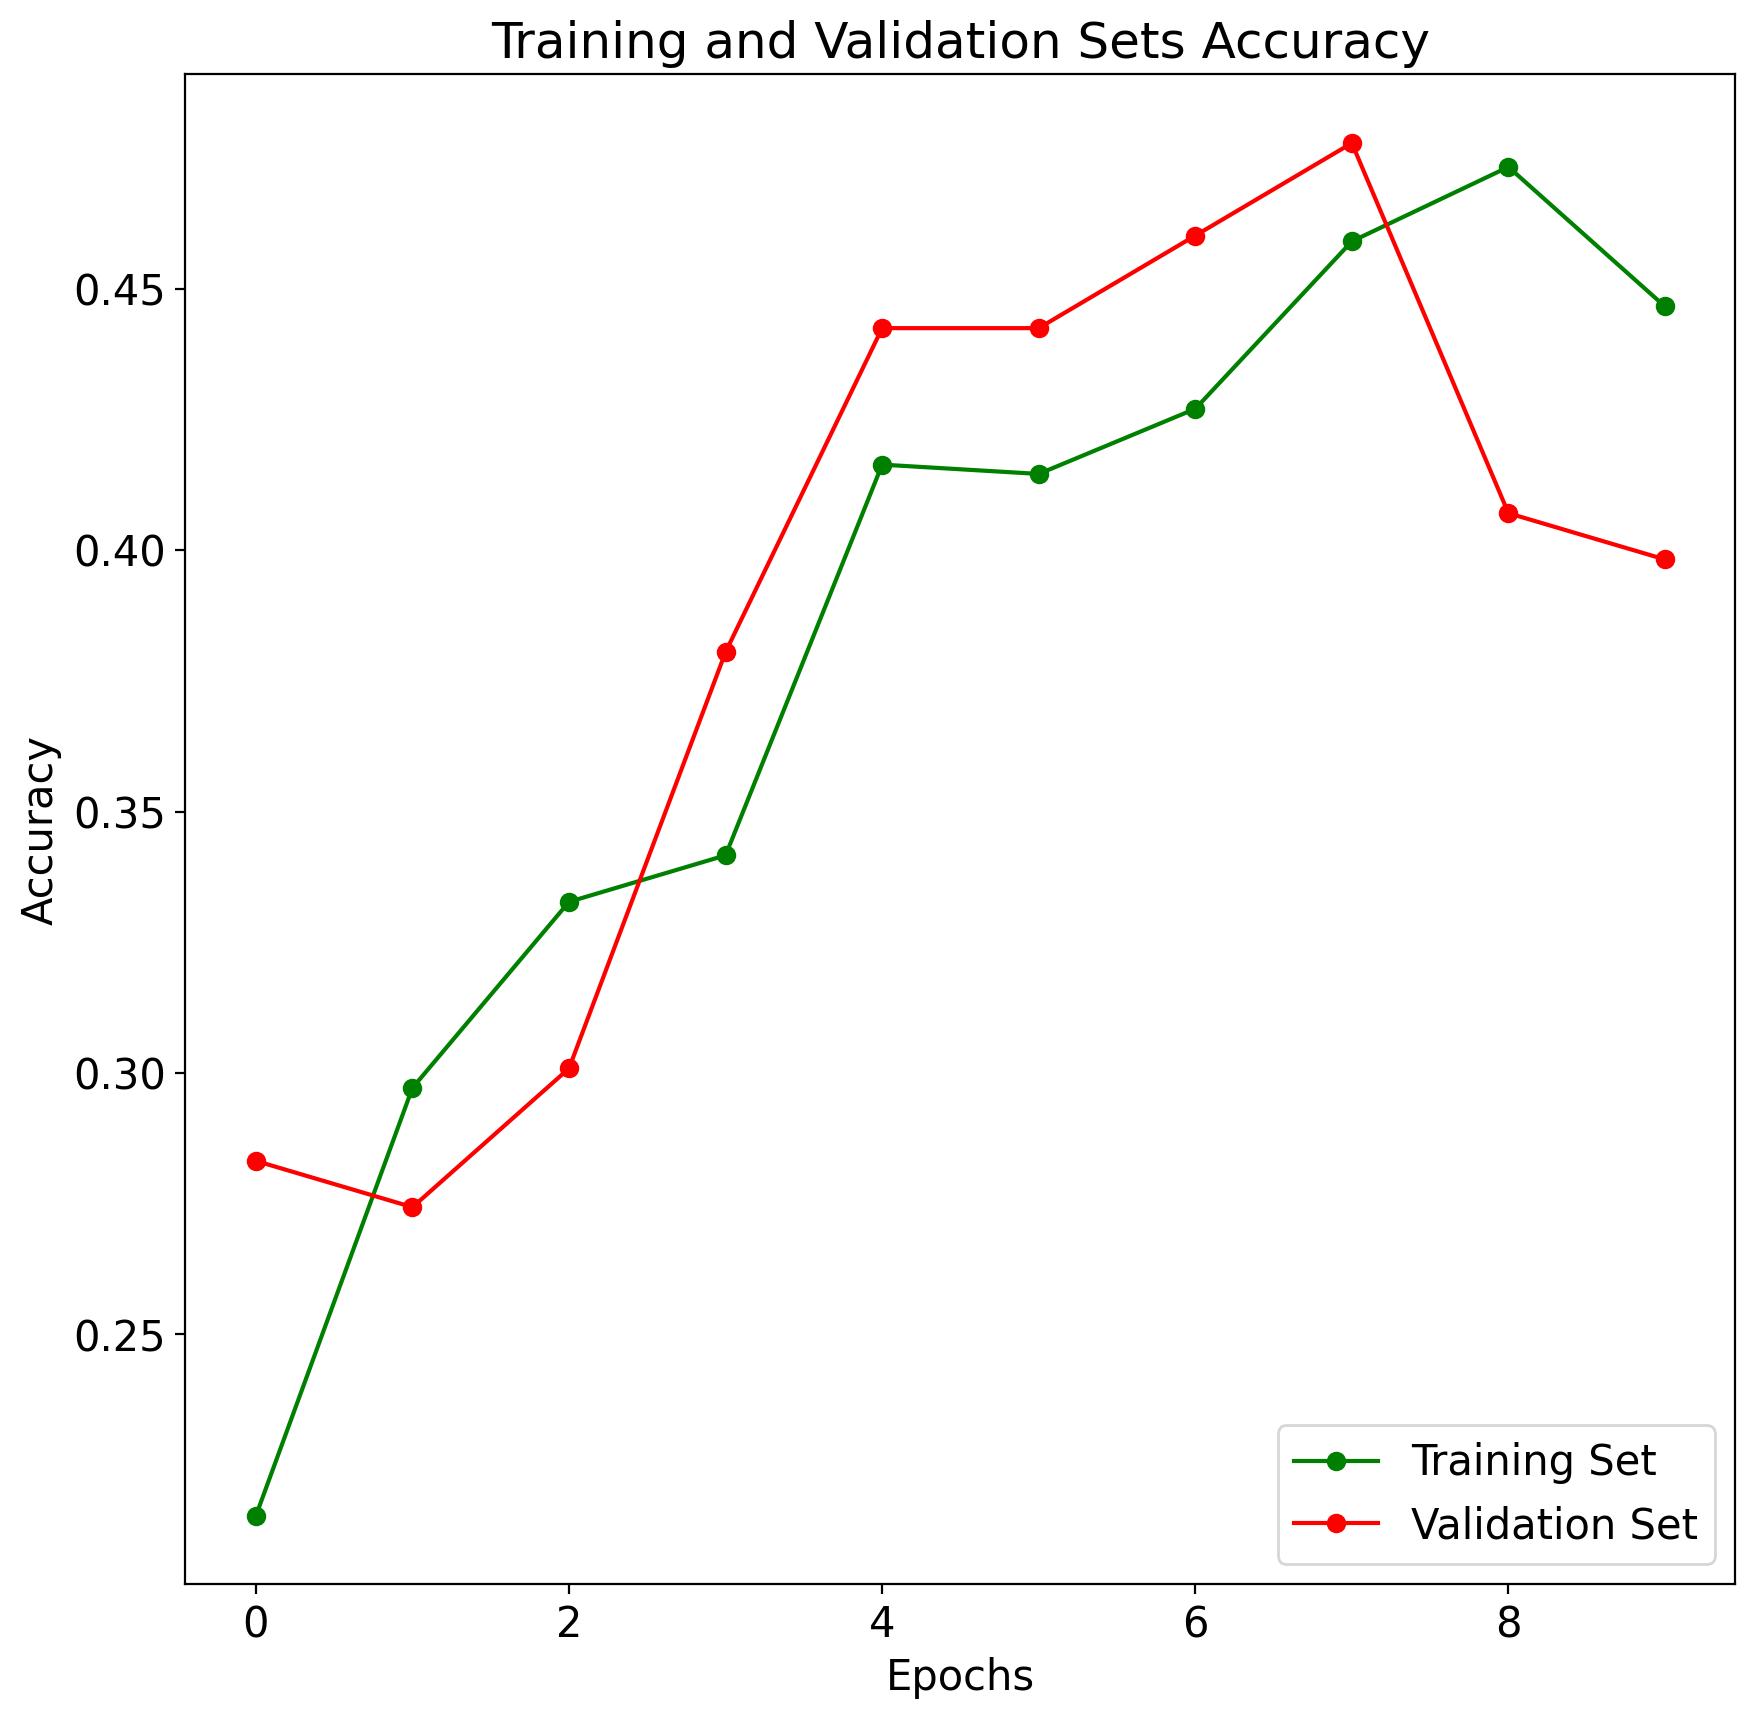 Training and Validation Sets Accuracy
Accuracy
0.45
0.40
0.35
0.30
0.25
0 2 4 6 8
Epochs
Training Set
Validation Set